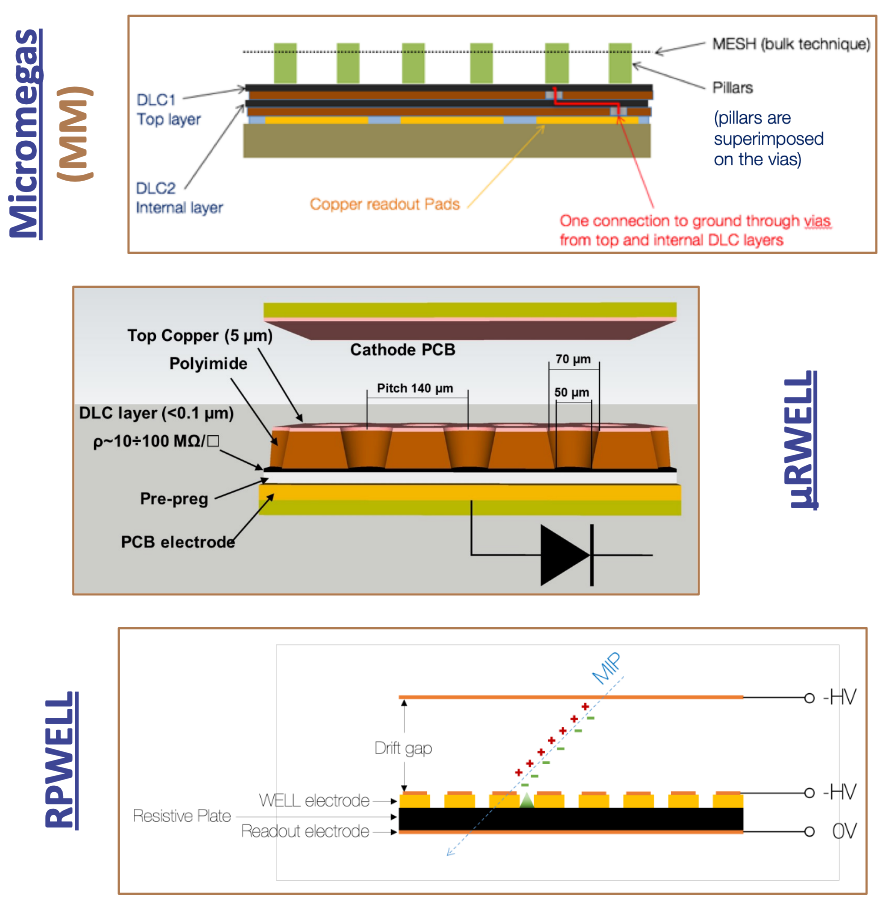 Micromegas
(MM)
MESH (bulk technique)
Pillars
(pillars are
superimposed
on the vias)
DLC1
Top layer
DLC2
Internal layer
Copper readout Pads
One connection to ground through vias
from top and internal DLC layers
µRWELL
Top Copper (5 µm)
Polyimide
Cathode PCB
Pitch 140 µm
70 µm
50 µm
DLC layer (<0.1 µm)
ρ~10÷100 MΩ/□
Pre-preg
PCB electrode
RPWELL
MIP
-HV
Drift gap
-HV
WELL electrode
Resistive Plate
Readout electrode
0V